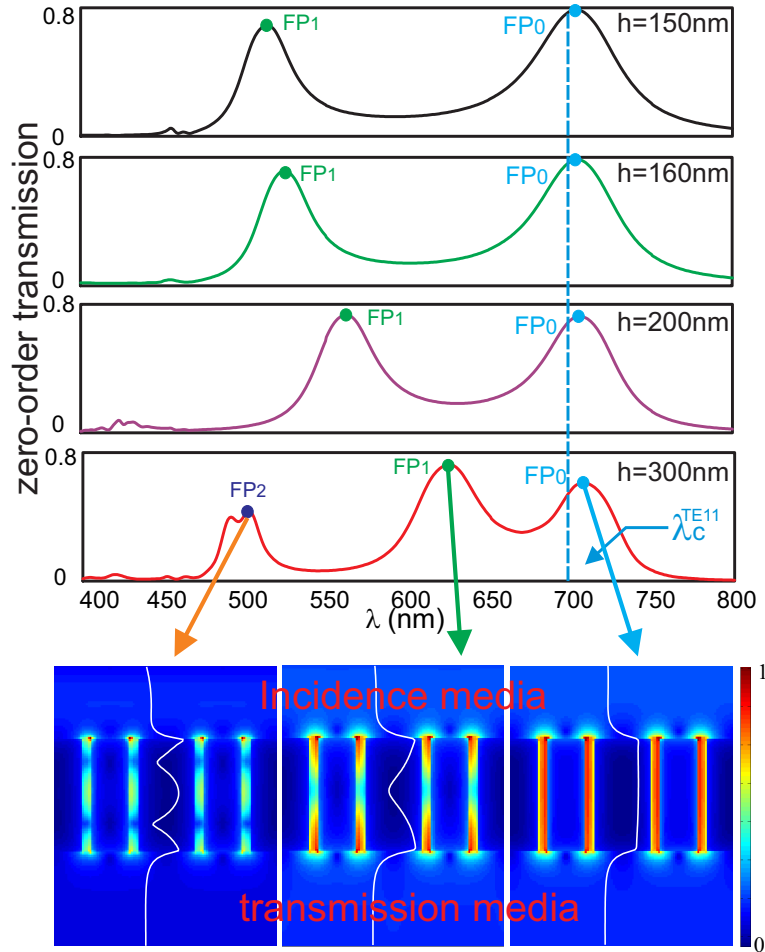 zero-order transmission
0.8
FP1
FP0
h=150nm
0
0.8
FP1
FP0
h=160nm
0
0.8
FP1
FP0
h=200nm
0
0.8
FP2
FP1
FP0
h=300nm
λc TE11
0
400 450 500 550 600 650 700 750 800
λ (nm)
Incidence media
transmission media
1
0